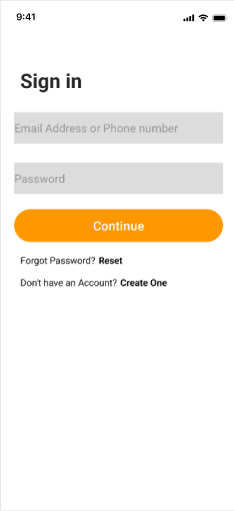 9:41
Sign in
Email Address or Phone number
Password
Continue
Forgot Password? Reset
Don't have an Account? Create One